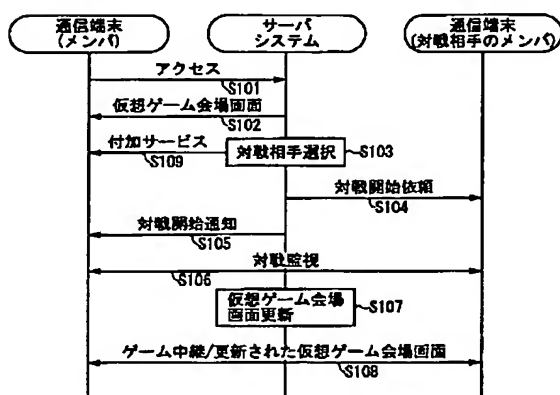 通信端末
(メンバ)
サーバ
システム
通信端末
(対戦相手のメンバ)
アクセス
S101
仮想ゲーム会場画面
S102
付加サービス
S109
対戦相手選択
S103
対戦開始依頼
S104
対戦開始通知
S105
対戦監視
S106
仮想ゲーム会場
画面更新
S107
ゲーム中継/更新された仮想ゲーム会場画面
S108